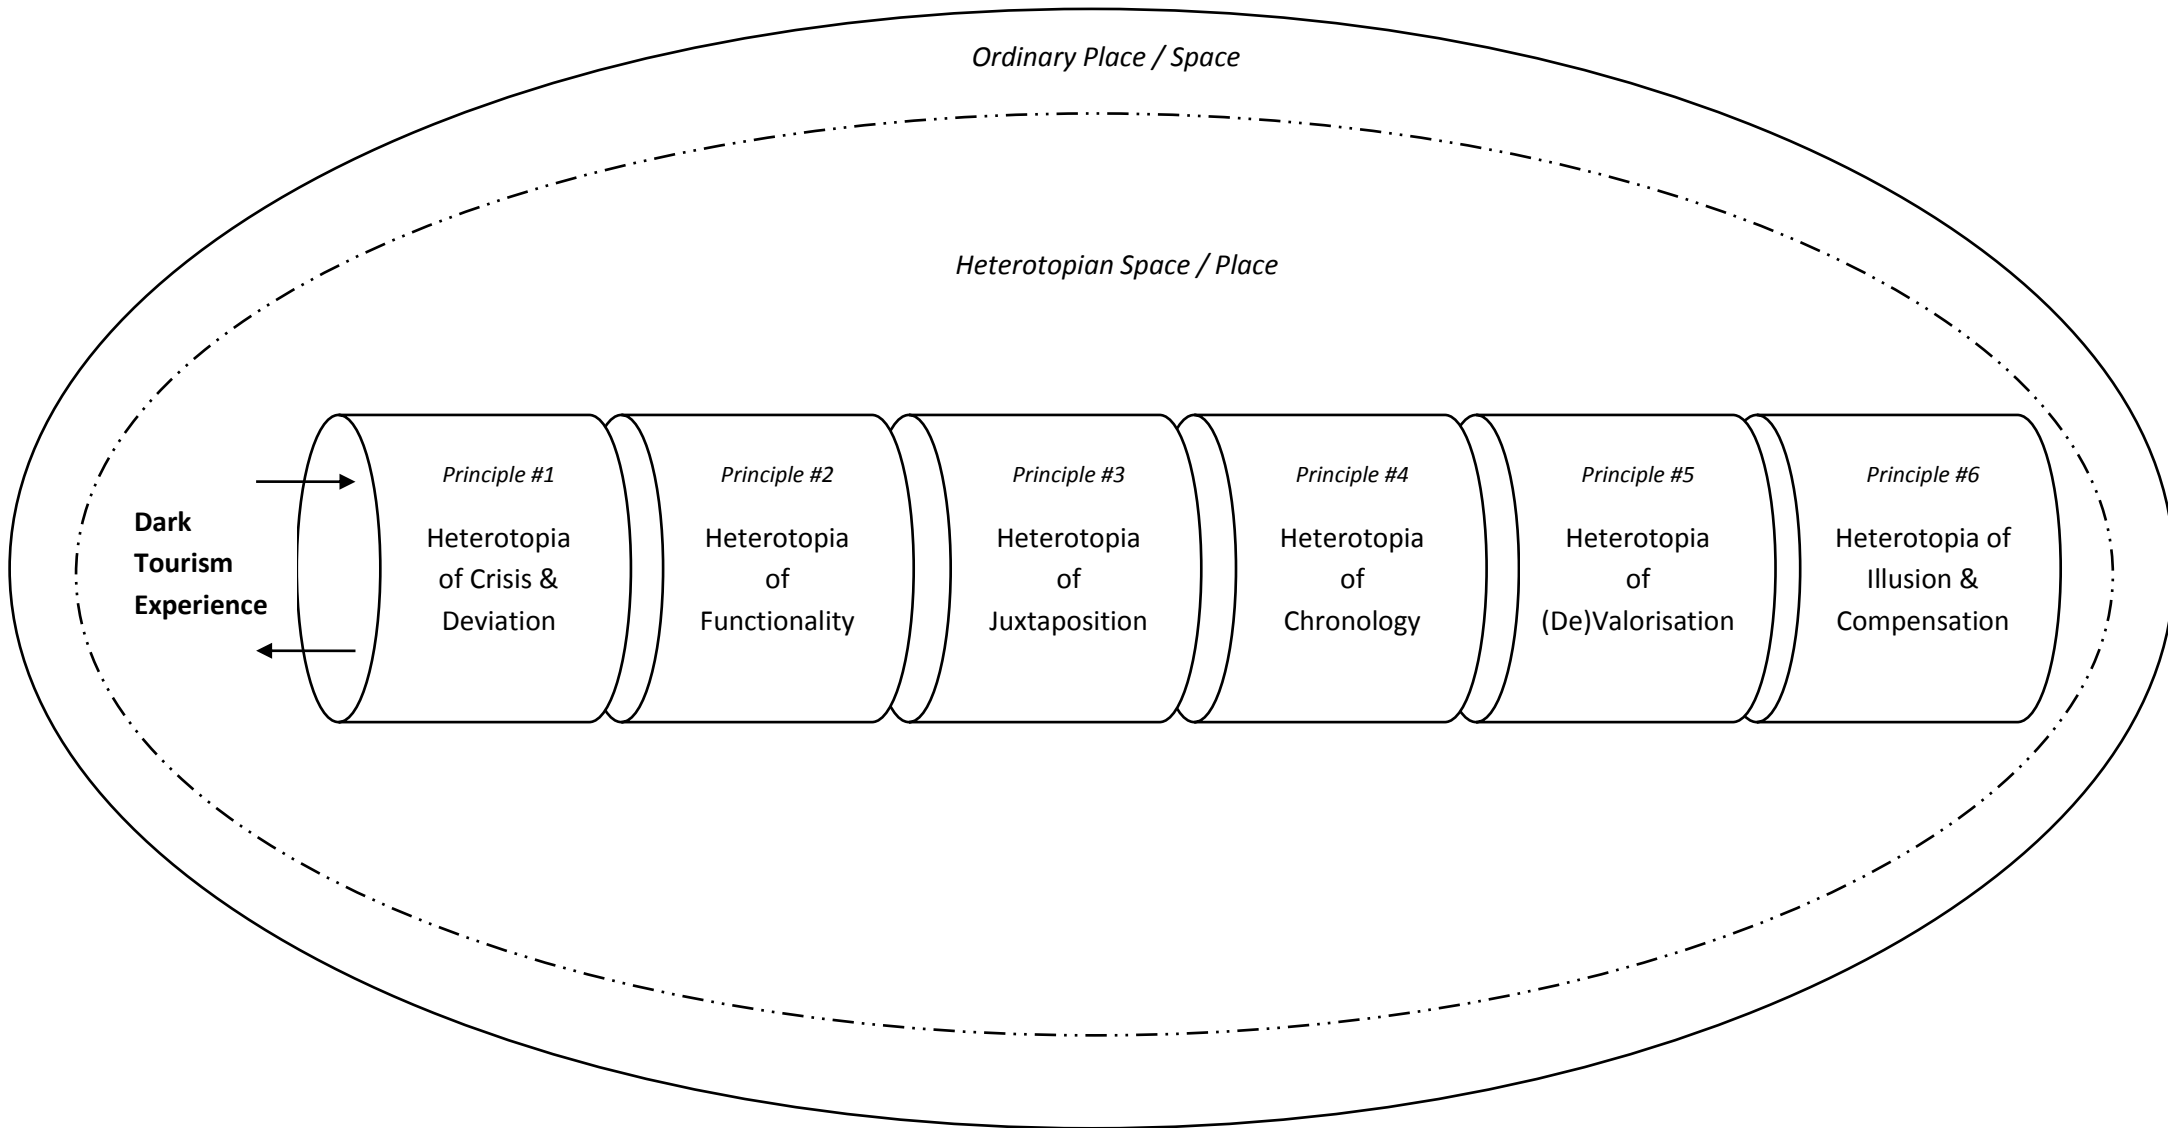 Ordinary Place / Space
Heterotopian Space / Place
Dark
Tourism
Experience
Principle #1
Heterotopia
of Crisis &
Deviation
Principle #2
Heterotopia
of
Functionality
Principle #3
Heterotopia
of
Juxtaposition
Principle #4
Heterotopia
of
Chronology
Principle #5
Heterotopia
of
(De)Valorisation
Principle #6
Heterotopia of
Illusion &
Compensation